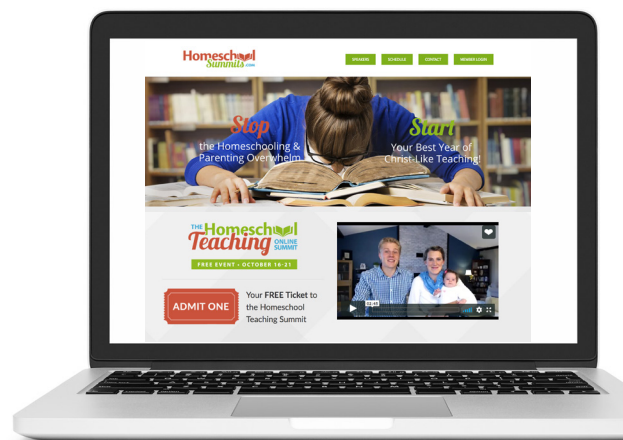 Homeschool
Summits.com
SPEAKERS
SCHEDULE
CONTACT
MEMBER LOGIN
Stop
the Homeschooling &
Parenting Overwhelm
Start
Your Best Year of
Christ-Like Teaching!
THE Homeschool
Teaching ONLINE
SUMMIT
FREE EVENT • OCTOBER 16-21
ADMIT ONE
Your FREE Ticket to
the Homeschool
Teaching Summit
02:49